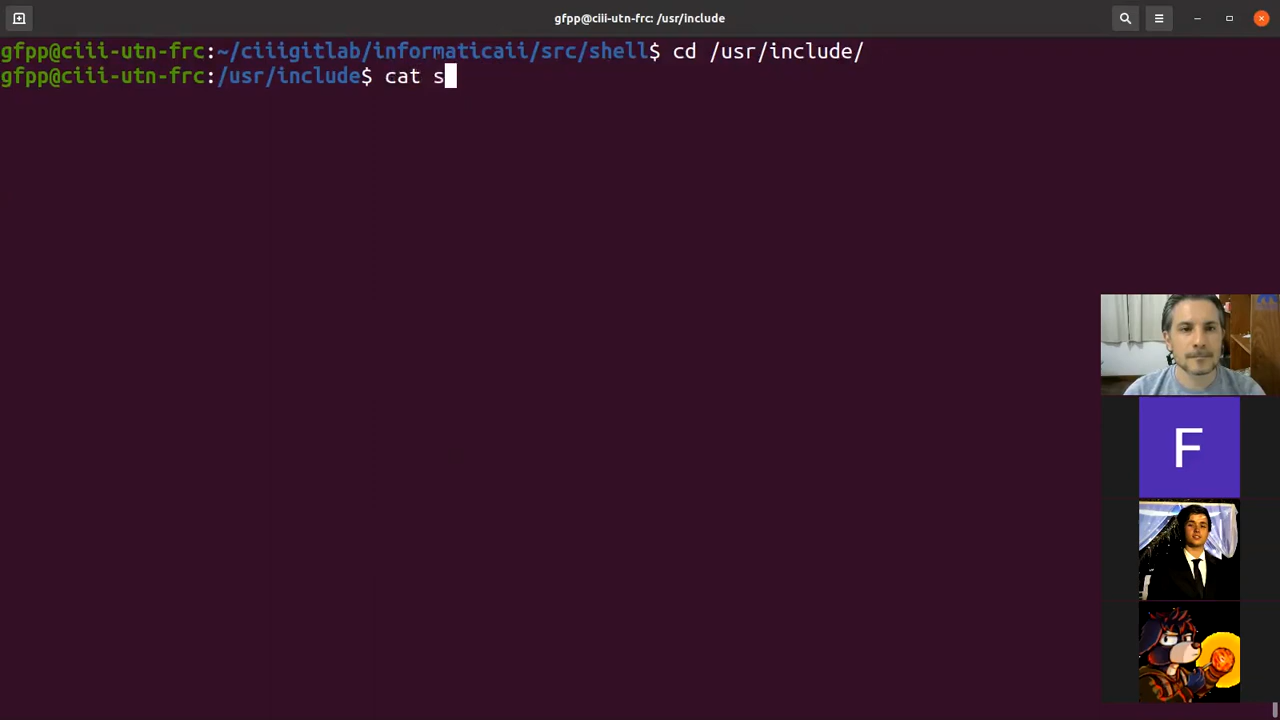 gfpp@ciii-utn-frc: /usr/include
gfpp@ciii-utn-frc:~/ciiigitlab/informaticaii/src/shell$ cd /usr/include/
gfpp@ciii-utn-frc:/usr/include$ cat s
F